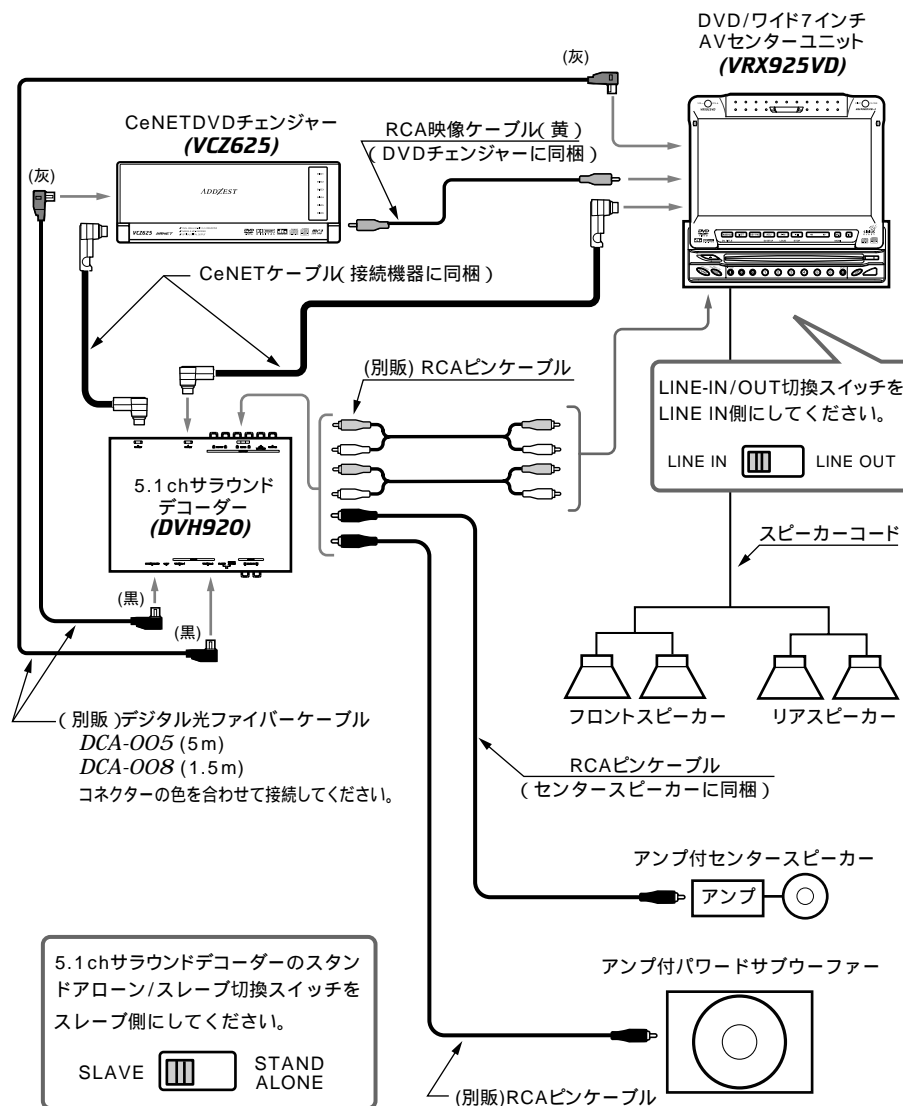 DVD/ワイド7インチ
AVセンターユニット
(VRX925VD)
(灰)
CeNETDVDチェンジャー
(VCZ625)
RCA映像ケーブル(黄)
(DVDチェンジャーに同梱)
(灰)
ADDZEST
VCZ625
CeNETケーブル(接続機器に同梱)
(別販) RCAピンケーブル
LINE-IN/OUT切換スイッチを
LINE IN側にしてください。
LINE IN
LINE OUT
5.1chサラウンド
デコーダー
(DVH920)
スピーカーコード
(黒)
(黒)
フロントスピーカー
リアスピーカー
(別販)デジタル光ファイバーケーブル
DCA-005 (5m)
DCA-008 (1.5m)
コネクターの色を合わせて接続してください。
RCAピンケーブル
(センタースピーカーに同梱)
アンプ付センタースピーカー
アンプ
5.1chサラウンドデコーダーのスタン
ドアローン/スレーブ切換スイッチを
スレーブ側にしてください。
SLAVE
STAND
ALONE
アンプ付パワードサブウーファー
(別販)RCAピンケーブル